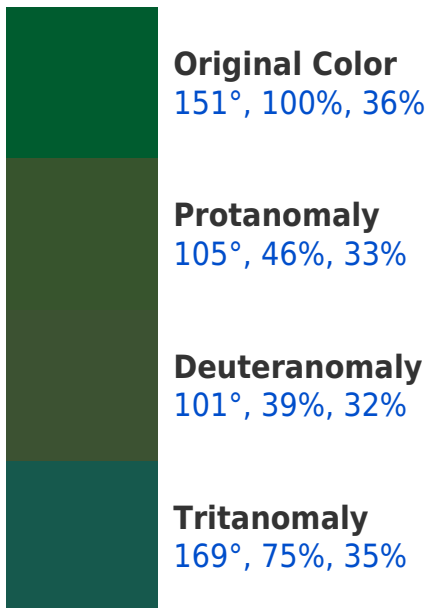 Original Color
151°, 100%, 36%
Protanomaly
105°, 46%, 33%
Deuteranomaly
101°, 39%, 32%
Tritanomaly
169°, 75%, 35%